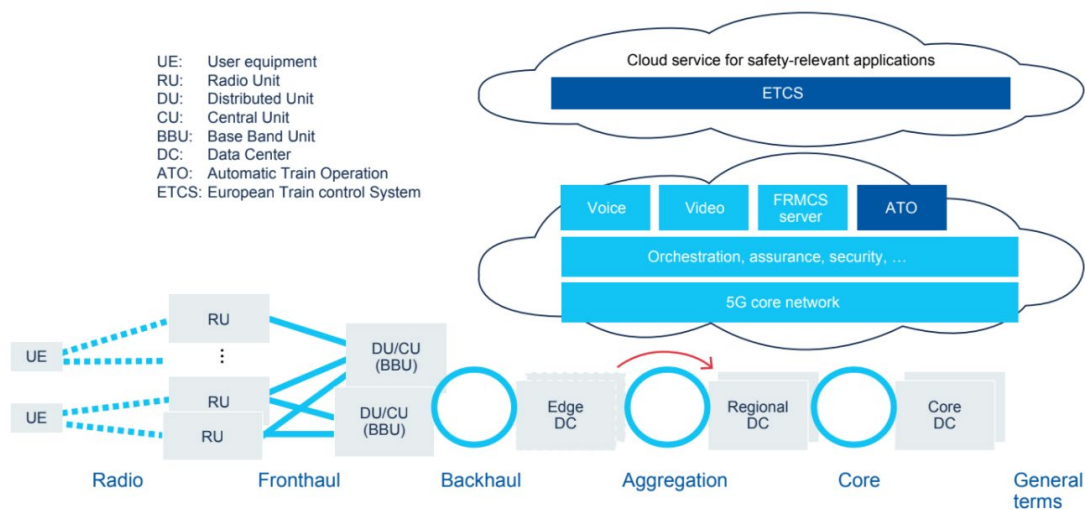 UE: User equipment
RU: Radio Unit
DU: Distributed Unit
CU: Central Unit
BBU: Base Band Unit
DC: Data Center
ATO: Automatic Train Operation
ETCS: European Train control System
Cloud service for safety-relevant applications
ETCS
Voice
Video
FRMCS
server
ATO
Orchestration, assurance, security, …
5G core network
UE
UE
RU
⋮
RU
RU
DU/CU
(BBU)
DU/CU
(BBU)
Edge
DC
Regional
DC
Core
DC
Radio
Fronthaul
Backhaul
Aggregation
Core
General
terms